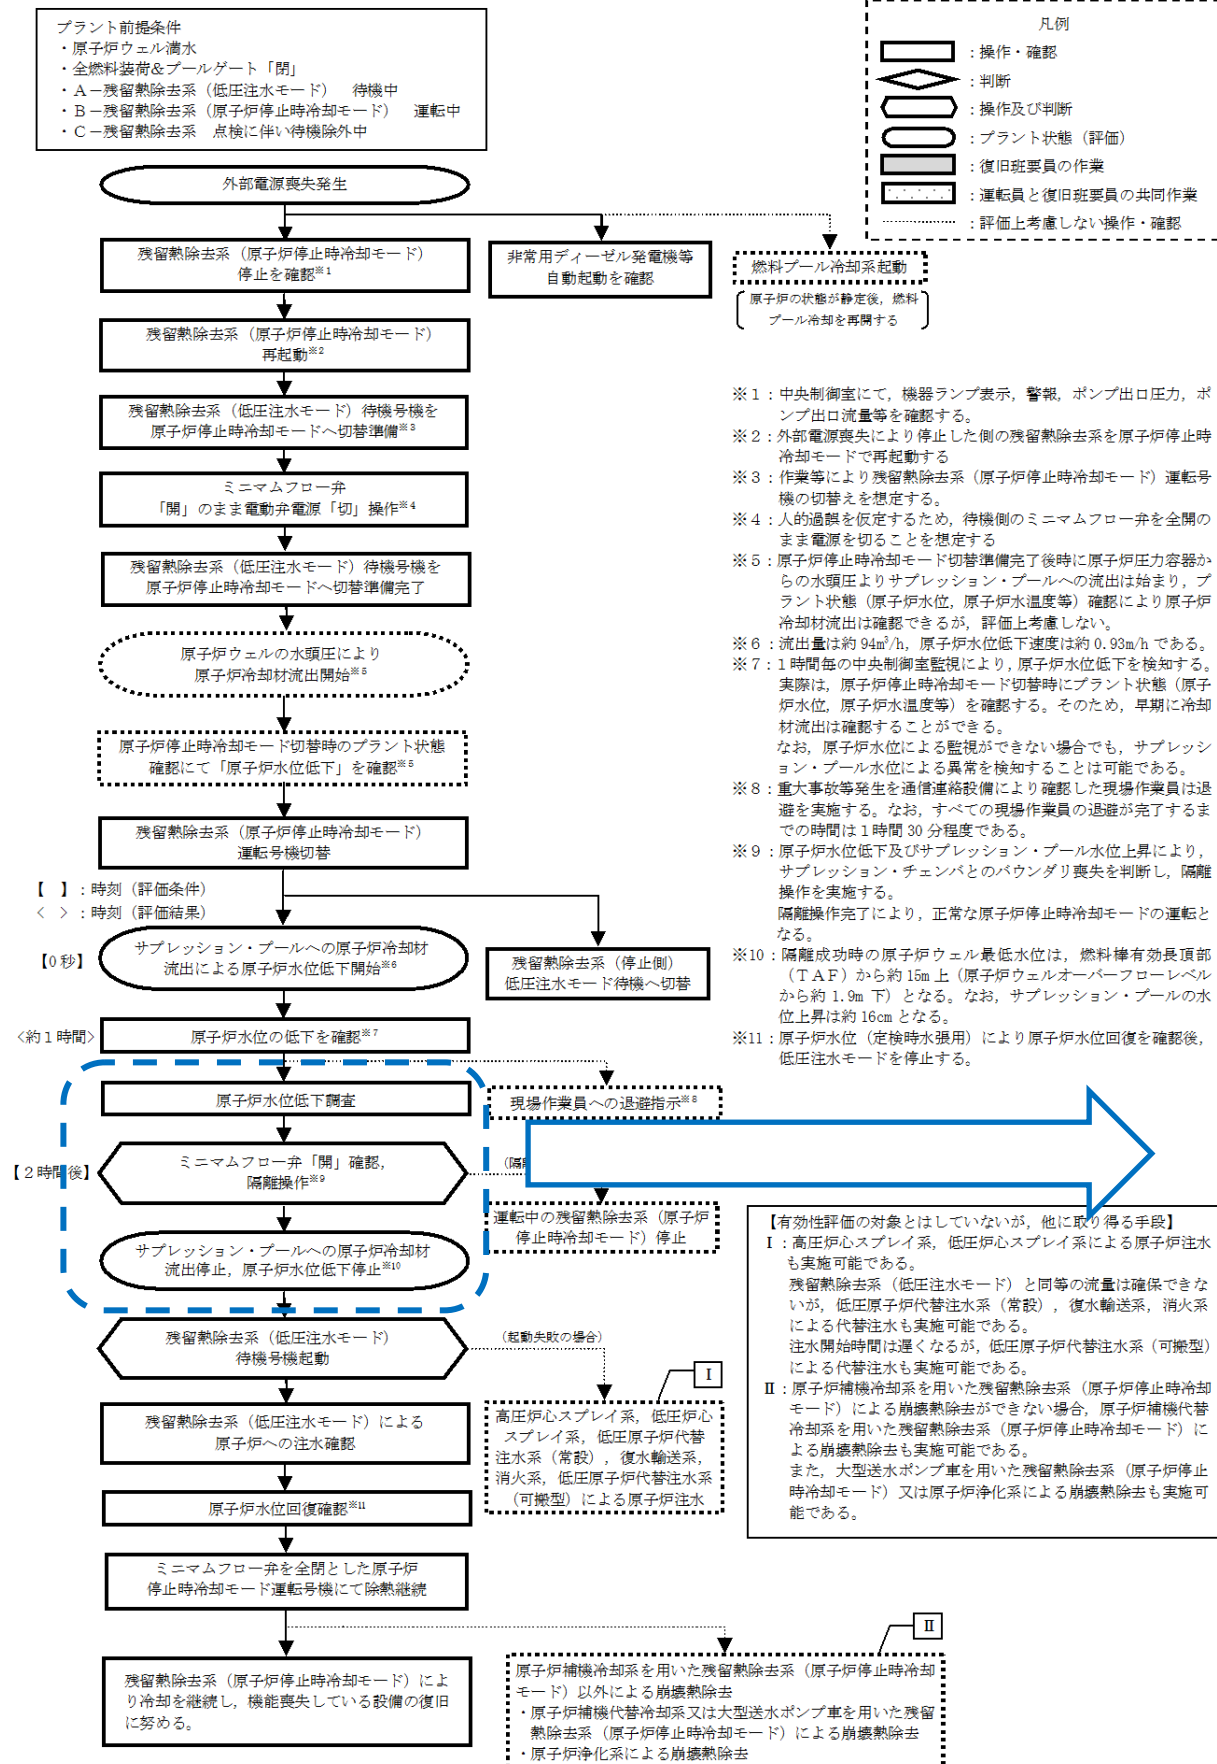 プラント前提条件
・原子炉ウェル満水
・全燃料装荷&プールゲート「閉」
・A－残留熱除去系（低圧注水モード） 待機中
・B－残留熱除去系（原子炉停止時冷却モード） 運転中
・C－残留熱除去系 点検に伴い待機除外中
凡例
：操作・確認
：判断
：操作及び判断
：プラント状態（評価）
：復旧班要員の作業
：運転員と復旧班要員の共同作業
：評価上考慮しない操作・確認
外部電源喪失発生
残留熱除去系（原子炉停止時冷却モード）
停止を確認※1
非常用ディーゼル発電機等
自動起動を確認
燃料プール冷却系起動
原子炉の状態が静定後，燃料
プール冷却を再開する
残留熱除去系（原子炉停止時冷却モード）
再起動※2
残留熱除去系（低圧注水モード）待機号機を
原子炉停止時冷却モードへ切替準備※3
ミニマムフロー弁
「開」のまま電動弁電源「切」操作※4
残留熱除去系（低圧注水モード）待機号機を
原子炉停止時冷却モードへ切替準備完了
原子炉ウェルの水頭圧により
原子炉冷却材流出開始※5
原子炉停止時冷却モード切替時のプラント状態
確認にて「原子炉水位低下」を確認※5
残留熱除去系（原子炉停止時冷却モード）
運転号機切替
【 】：時刻（評価条件）
＜ ＞：時刻（評価結果）
【0秒】
サプレッション・プールへの原子炉冷却材
流出による原子炉水位低下開始※6
残留熱除去系（停止側）
低圧注水モード待機へ切替
<約1時間>
原子炉水位の低下を確認※7
原子炉水位低下調査
現場作業員への退避指示※8
【2時間後】
ミニマムフロー弁「開」確認，
隔離操作※9
（隔
運転中の残留熱除去系（原子炉
停止時冷却モード）停止
サプレッション・プールへの原子炉冷却材
流出停止，原子炉水位低下停止※10
残留熱除去系（低圧注水モード）
待機号機起動
（起動失敗の場合）
Ⅰ
高圧炉心スプレイ系，低圧炉心
スプレイ系，低圧原子炉代替
注水系（常設），復水輸送系，
消火系，低圧原子炉代替注水系
（可搬型）による原子炉注水
残留熱除去系（低圧注水モード）による
原子炉への注水確認
原子炉水位回復確認※11
ミニマムフロー弁を全閉とした原子炉
停止時冷却モード運転号機にて除熱継続
Ⅱ
残留熱除去系（原子炉停止時冷却モード）によ
り冷却を継続し，機能喪失している設備の復旧
に努める。
原子炉補機冷却系を用いた残留熱除去系（原子炉停止時冷却
モード）以外による崩壊熱除去
・原子炉補機代替冷却系又は大型送水ポンプ車を用いた残留
熱除去系（原子炉停止時冷却モード）による崩壊熱除去
・原子炉浄化系による崩壊熱除去
※1：中央制御室にて，機器ランプ表示，警報，ポンプ出口圧力，ポ
ンプ出口流量等を確認する。
※2：外部電源喪失により停止した側の残留熱除去系を原子炉停止時
冷却モードで再起動する
※3：作業等により残留熱除去系（原子炉停止時冷却モード）運転号
機の切替えを想定する。
※4：人的過誤を仮定するため，待機側のミニマムフロー弁を全開の
まま電源を切ることを想定する
※5：原子炉停止時冷却モード切替準備完了後時に原子炉圧力容器か
らの水頭圧よりサプレッション・プールへの流出は始まり，プ
ラント状態（原子炉水位，原子炉水温度等）確認により原子炉
冷却材流出は確認できるが，評価上考慮しない。
※6：流出量は約94m³/h，原子炉水位低下速度は約0.93m/hである。
※7：1時間毎の中央制御室監視により，原子炉水位低下を検知する。
実際は，原子炉停止時冷却モード切替時にプラント状態（原子
炉水位，原子炉水温度等）を確認する。そのため，早期に冷却
材流出は確認することができる。
なお，原子炉水位による監視ができない場合でも，サプレッシ
ョン・プール水位による異常を検知することは可能である。
※8：重大事故等発生を通信連絡設備により確認した現場作業員は退
避を実施する。なお，すべての現場作業員の退避が完了するま
での時間は1時間30分程度である。
※9：原子炉水位低下及びサプレッション・プール水位上昇により，
サプレッション・チェンバとのバウンダリ喪失を判断し，隔離
操作を実施する。
隔離操作完了により，正常な原子炉停止時冷却モードの運転と
なる。
※10：隔離成功時の原子炉ウェル最低水位は，燃料棒有効長頂部
（TAF）から約15m上（原子炉ウェルオーバーフローレベル
から約1.9m下）となる。なお，サプレッション・プールの水
位上昇は約16cmとなる。
※11：原子炉水位（定検時水張用）により原子炉水位回復を確認後，
低圧注水モードを停止する。
【有効性評価の対象とはしていないが，他に取り得る手段】
Ⅰ：高圧炉心スプレイ系，低圧炉心スプレイ系による原子炉注水
も実施可能である。
残留熱除去系（低圧注水モード）と同等の流量は確保できな
いが，低圧原子炉代替注水系（常設），復水輸送系，消火系
による代替注水も実施可能である。
注水開始時間は遅くなるが，低圧原子炉代替注水系（可搬型）
による代替注水も実施可能である。
Ⅱ：原子炉補機冷却系を用いた残留熱除去系（原子炉停止時冷却
モード）による崩壊熱除去ができない場合，原子炉補機代替
冷却系を用いた残留熱除去系（原子炉停止時冷却モード）に
よる崩壊熱除去も実施可能である。
また，大型送水ポンプ車を用いた残留熱除去系（原子炉停止
時冷却モード）又は原子炉浄化系による崩壊熱除去も実施可
能である。